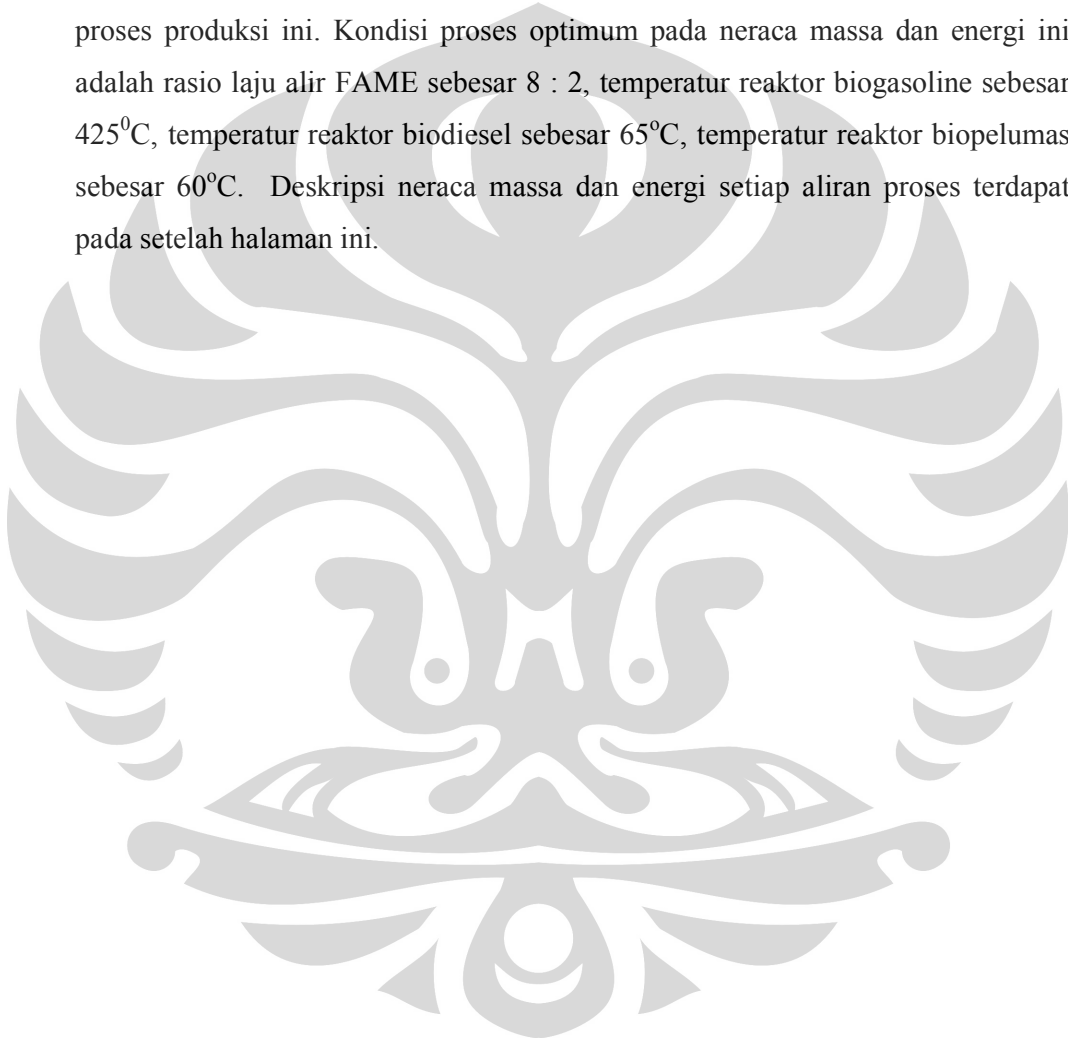 proses produksi ini. Kondisi proses optimum pada neraca massa dan energi ini
adalah rasio laju alir FAME sebesar 8 : 2, temperatur reaktor biogasoline sebesar
425⁰C, temperatur reaktor biodiesel sebesar 65°C, temperatur reaktor biopelumas
sebesar 60°C. Deskripsi neraca massa dan energi setiap aliran proses terdapat
pada setelah halaman ini.